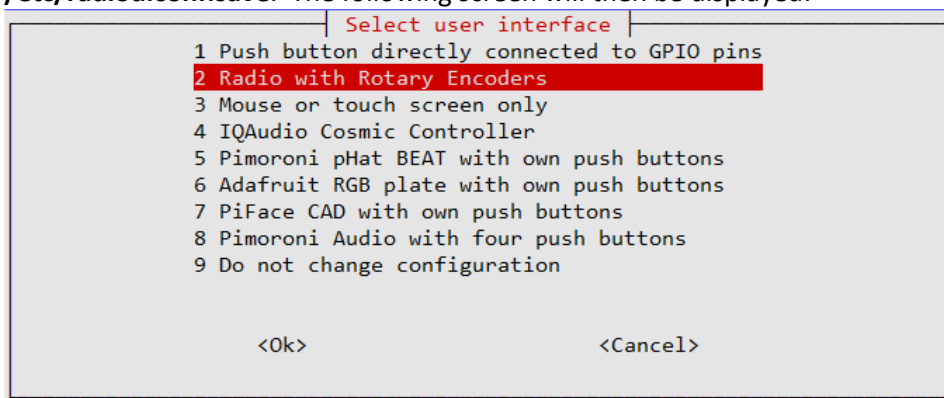 Select user interface
1 Push button directly connected to GPIO pins
2 Radio with Rotary Encoders
3 Mouse or touch screen only
4 IQAudio Cosmic Controller
5 Pimoroni pHat BEAT with own push buttons
6 Adafruit RGB plate with own push buttons
7 PiFace CAD with own push buttons
8 Pimoroni Audio with four push buttons
9 Do not change configuration
<Ok> <Cancel>